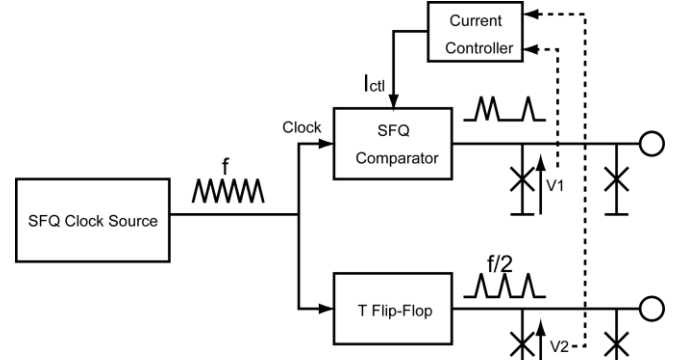 Current
Controller
Ictl
Clock
SFQ
Comparator
f
V1
SFQ Clock Source
f/2
T Flip-Flop
V2